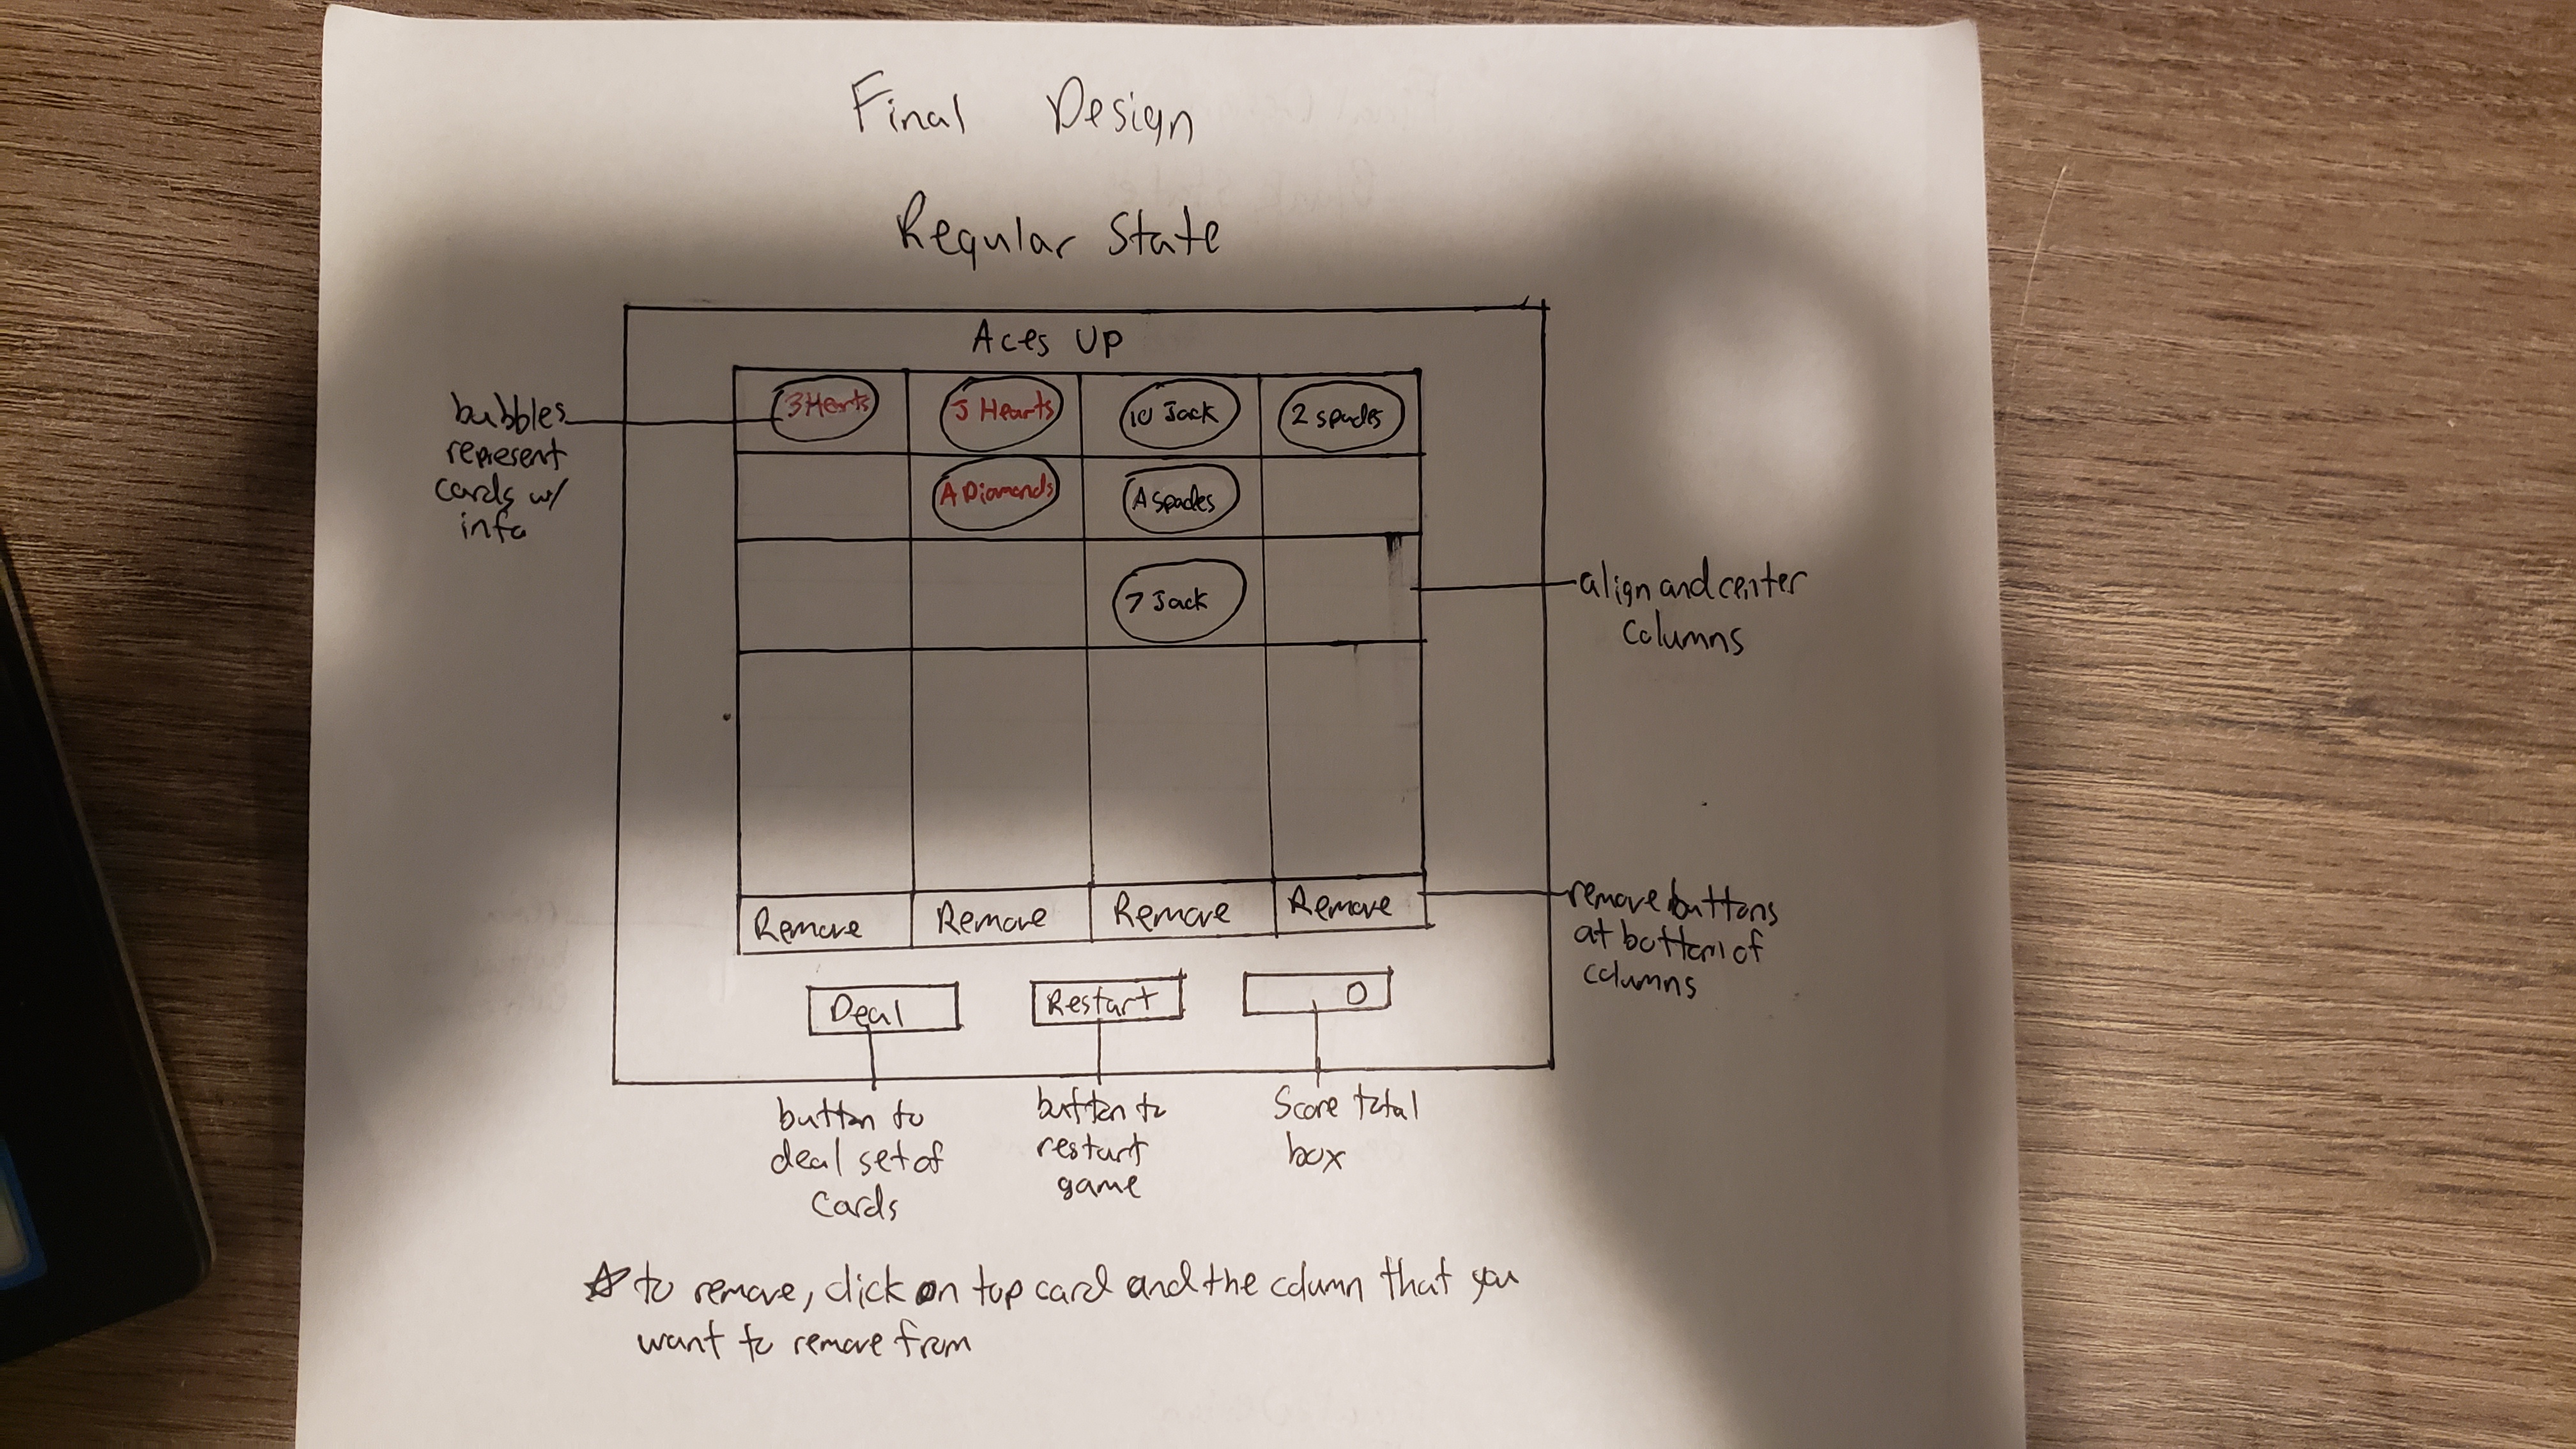 Final Design
Regular State
Aces Up
bubbles
represent
cards w/
info
3 Hearts
J Hearts
10 Jack
2 spades
A Diamonds
A spades
7 Jack
align and center
columns
Remove
Remove
Remove
Remove
remove buttons
at bottom of
columns
Deal
Restart
0
button to
deal set of
cards
button to
restart
game
Score total
box
☆ to remove, click on top card and the column that you
want to remove from